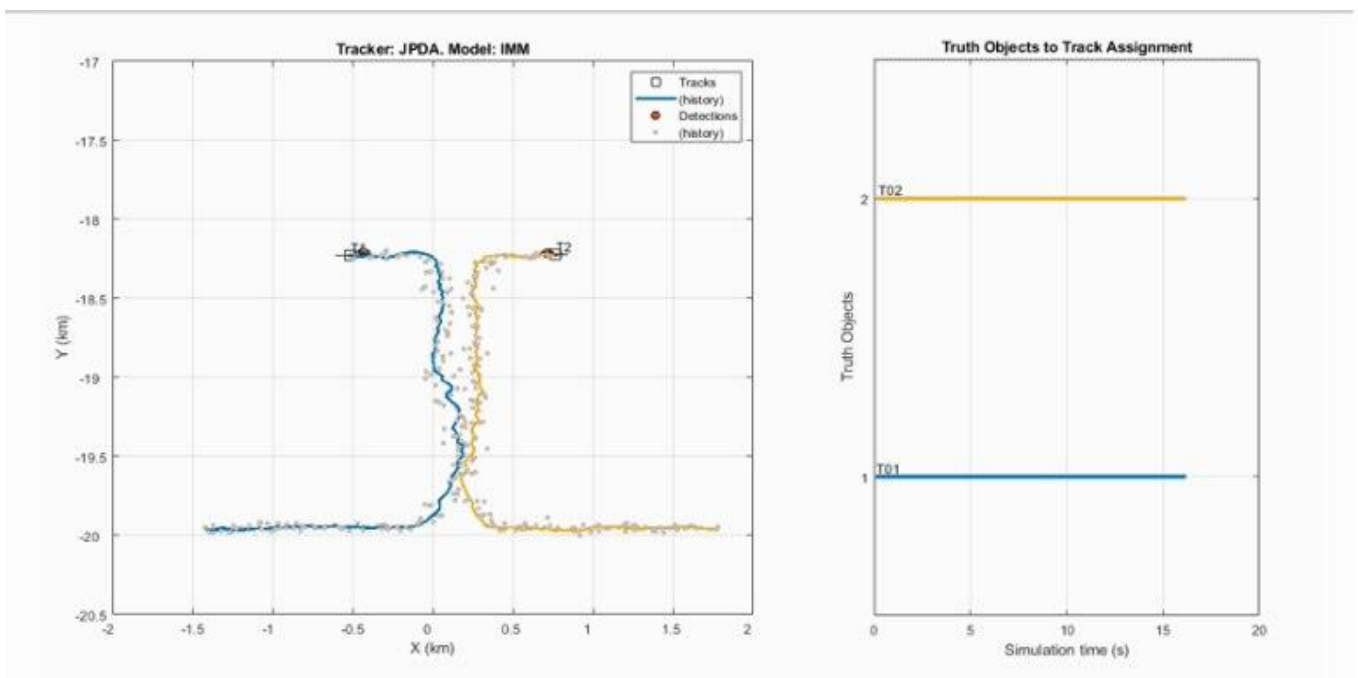 Tracker: JPDA. Model: IMM
Tracks
(history)
Detections
(history)
-17
-17.5
-18
-18.5
-19
-19.5
-20
-20.5
Y (km)
T2
-2
-1.5
-1
-0.5
0
0.5
1
1.5
2
X (km)
Truth Objects to Track Assignment
2
1
Truth Objects
T02
T01
0
5
10
15
20
Simulation time (s)